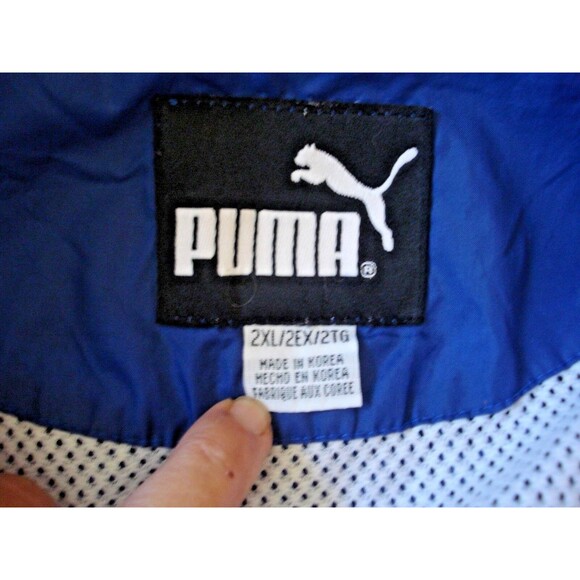 PUMA®
2XL/2EX/2TG
MADE IN KOREA
HECHO EN KOREA
FABRIQUE AUX COREE